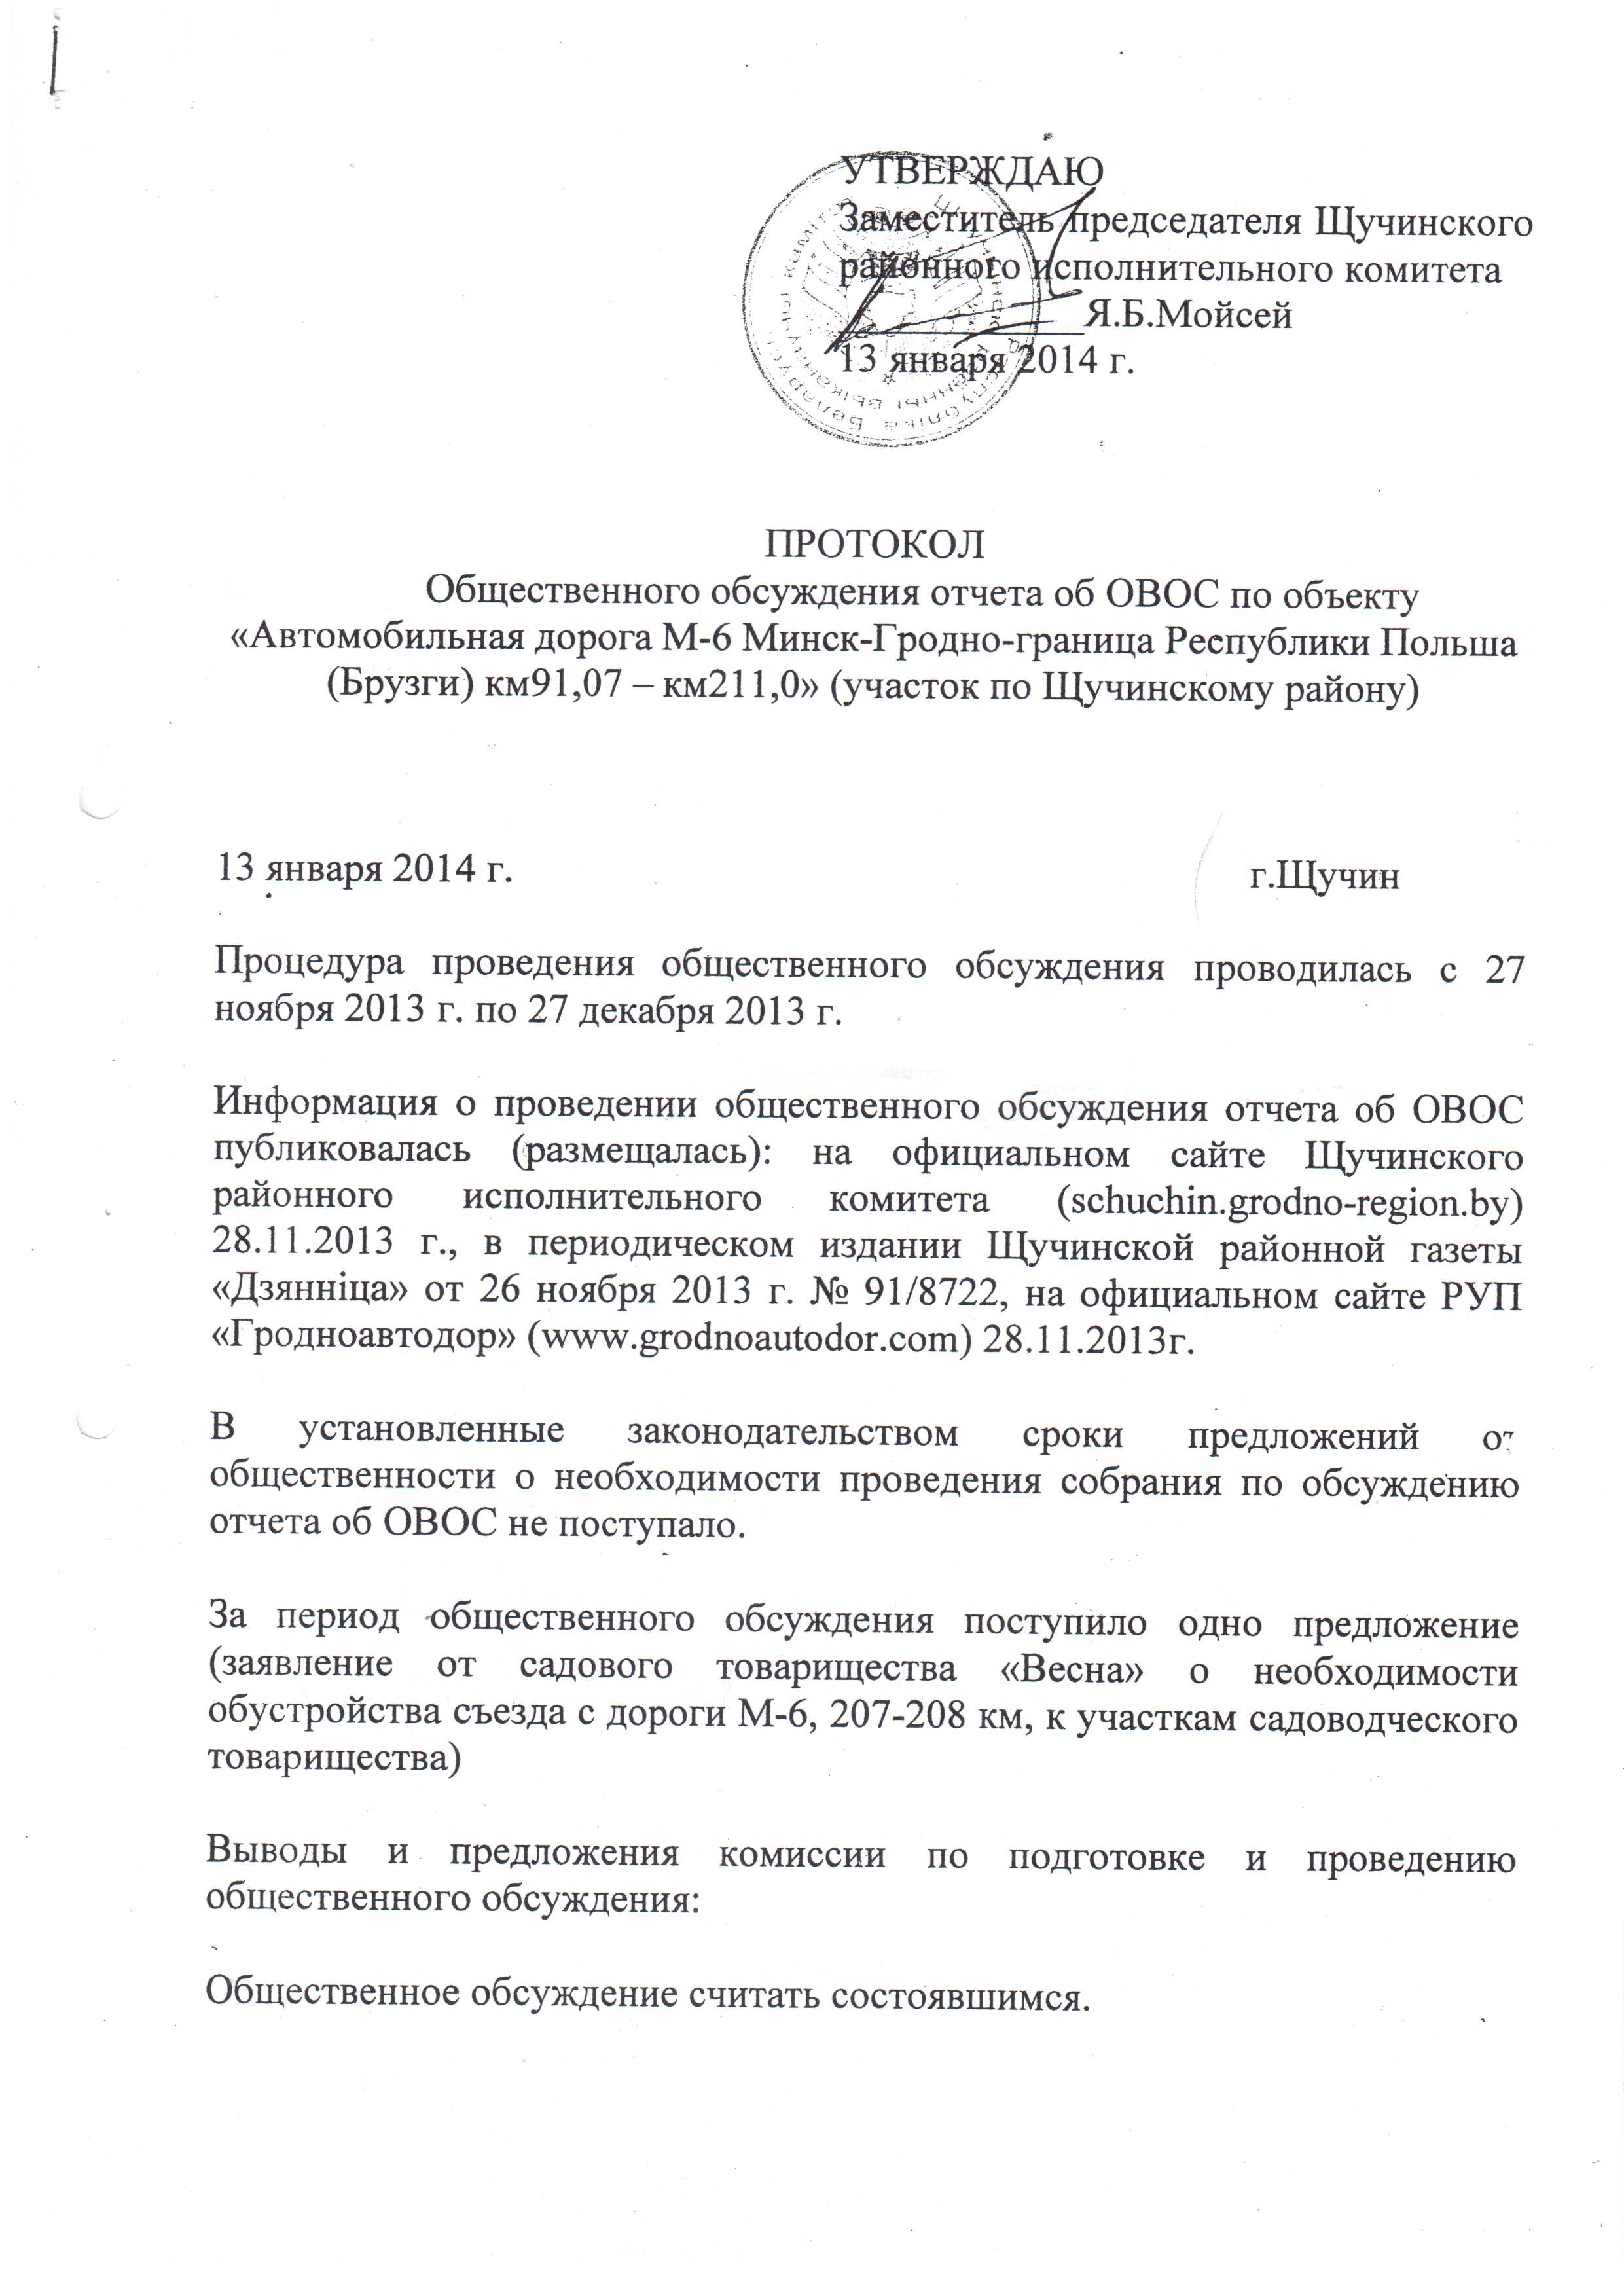 УТВЕРЖДАЮ
Заместитель председателя Щучинского
районного исполнительного комитета
Я.Б.Мойсей
13 января 2014 г.
ПРОТОКОЛ
Общественного обсуждения отчета об ОВОС по объекту
«Автомобильная дорога М-6 Минск-Гродно-граница Республики Польша
(Брузги) км91,07 – км211,0» (участок по Щучинскому району)
13 января 2014 г. г.Щучин
Процедура проведения общественного обсуждения проводилась с 27
ноября 2013 г. по 27 декабря 2013 г.
Информация о проведении общественного обсуждения отчета об ОВОС
публиковалась (размещалась): на официальном сайте Щучинского
районного исполнительного комитета (schuchin.grodno-region.by)
28.11.2013 г., в периодическом издании Щучинской районной газеты
«Дзянніца» от 26 ноября 2013 г. № 91/8722, на официальном сайте РУП
«Гродноавтодор» (www.grodnoautodor.com) 28.11.2013г.
В установленные законодательством сроки предложений от
общественности о необходимости проведения собрания по обсуждению
отчета об ОВОС не поступало.
За период общественного обсуждения поступило одно предложение
(заявление от садового товарищества «Весна» о необходимости
обустройства съезда с дороги М-6, 207-208 км, к участкам садоводческого
товарищества)
Выводы и предложения комиссии по подготовке и проведению
общественного обсуждения:
Общественное обсуждение считать состоявшимся.